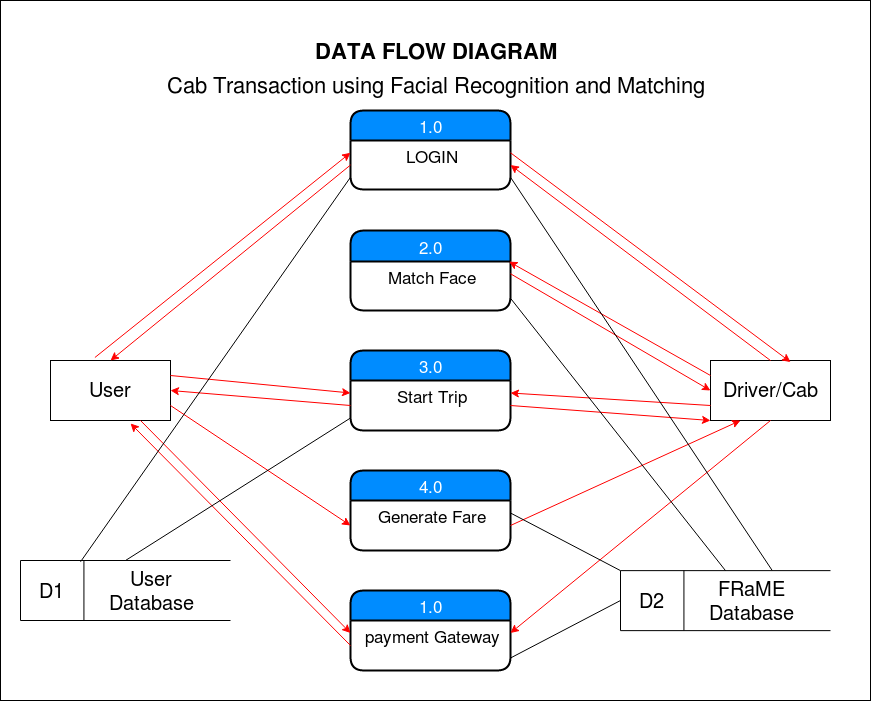 DATA FLOW DIAGRAM
Cab Transaction using Facial Recognition and Matching
1.0
LOGIN
2.0
Match Face
3.0
Start Trip
User
Driver/Cab
4.0
Generate Fare
D1
User
Database
D2
FRaME
Database
1.0
payment Gateway